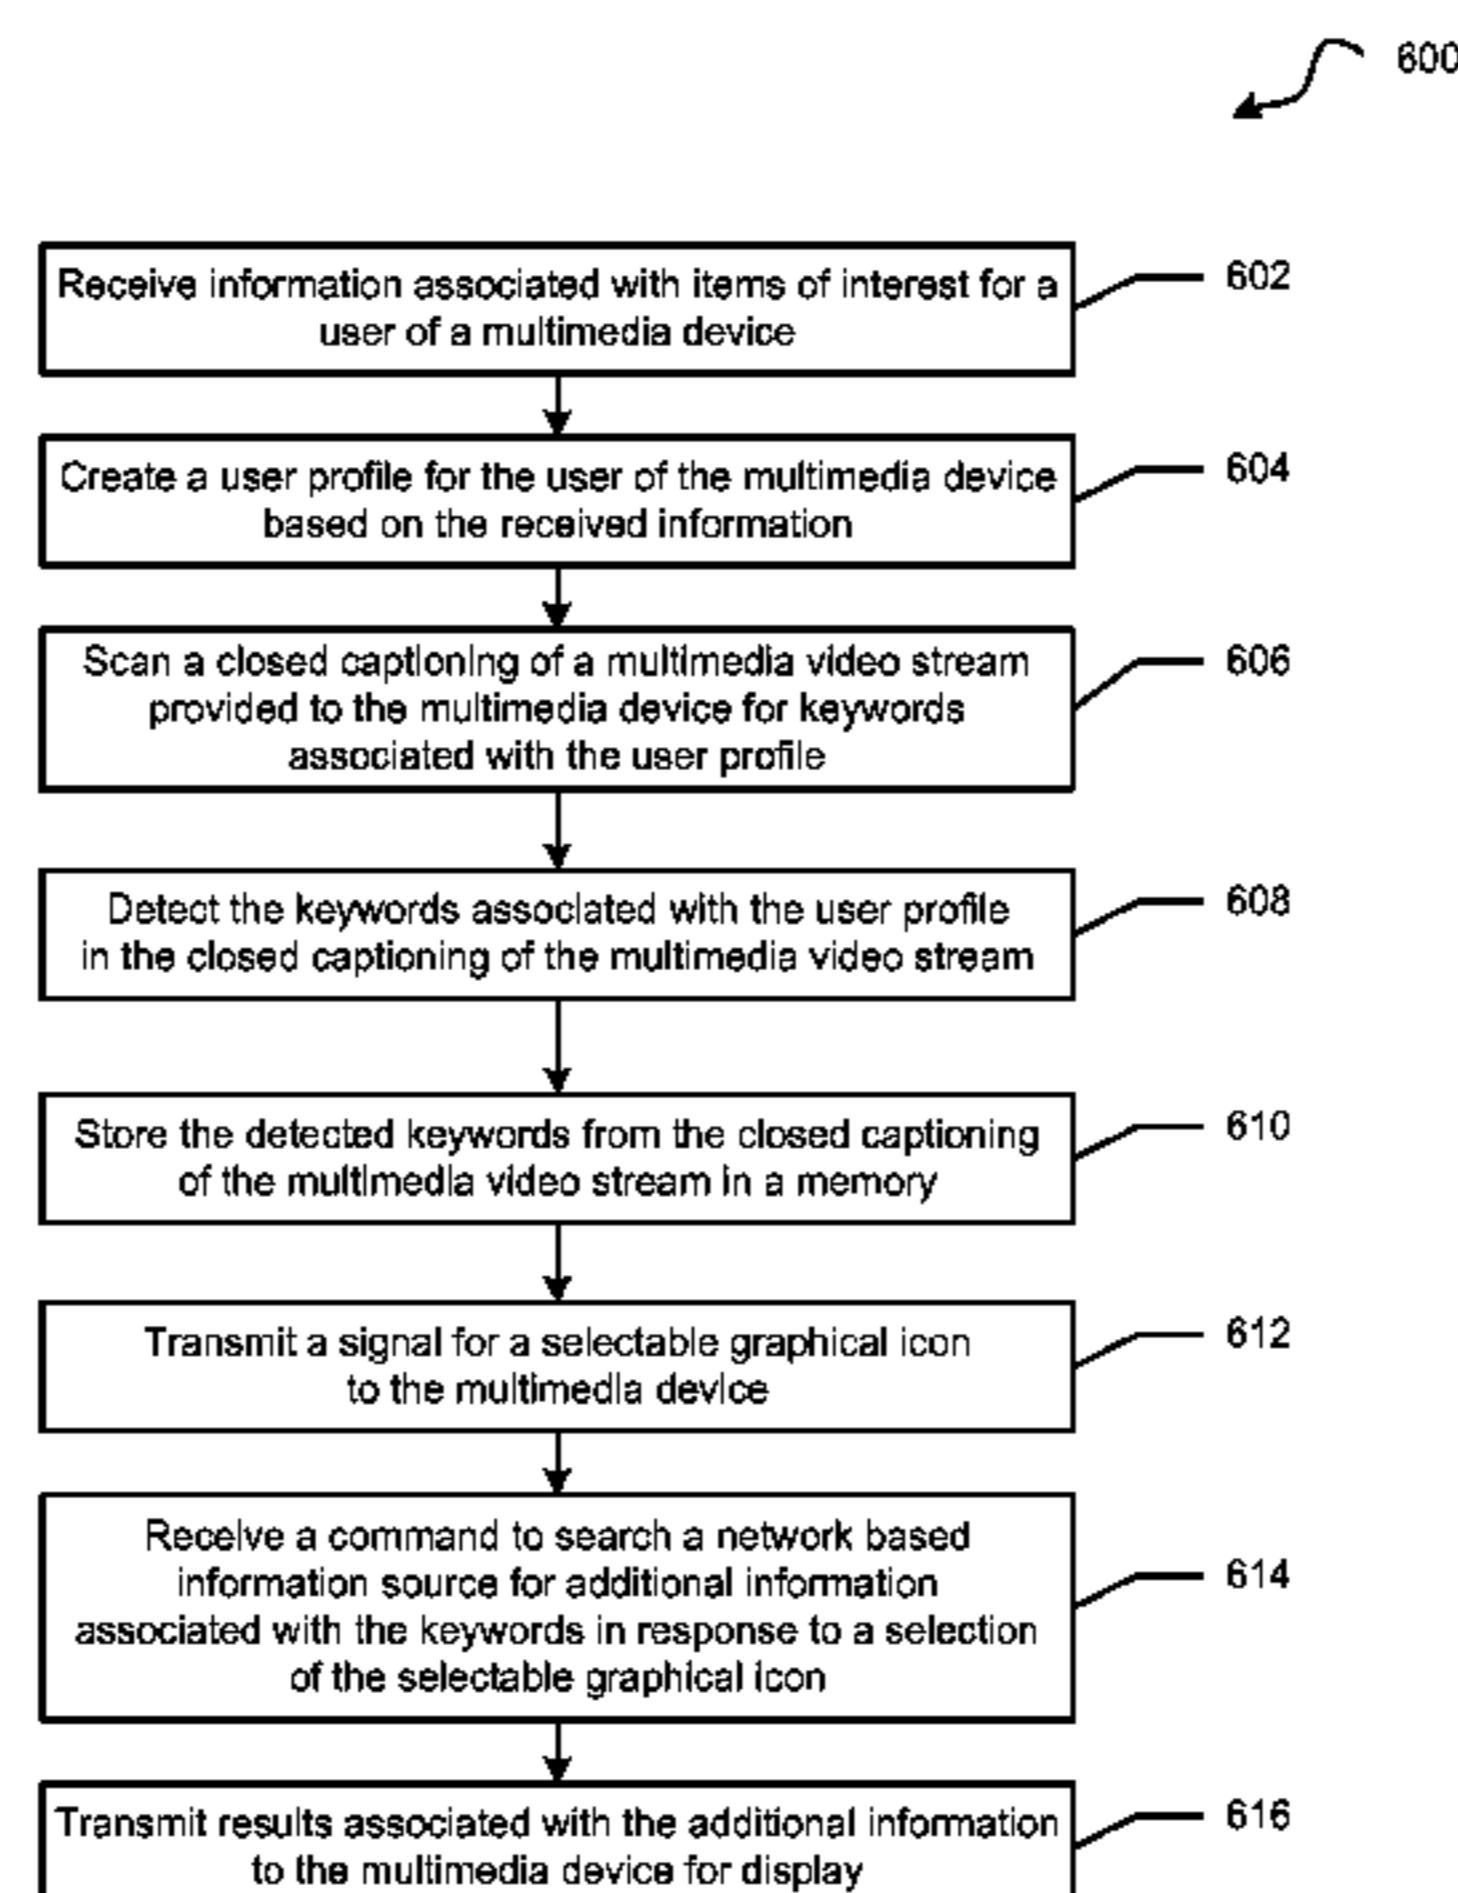 600
Receive information associated with items of interest for a
user of a multimedia device
602
Create a user profile for the user of the multimedia device
based on the received information
604
Scan a closed captioning of a multimedia video stream
provided to the multimedia device for keywords
associated with the user profile
606
Detect the keywords associated with the user profile
in the closed captioning of the multimedia video stream
608
Store the detected keywords from the closed captioning
of the multimedia video stream in a memory
610
Transmit a signal for a selectable graphical icon
to the multimedia device
612
Receive a command to search a network based
information source for additional information
associated with the keywords in response to a selection
of the selectable graphical icon
614
Transmit results associated with the additional information
to the multimedia device for display
616